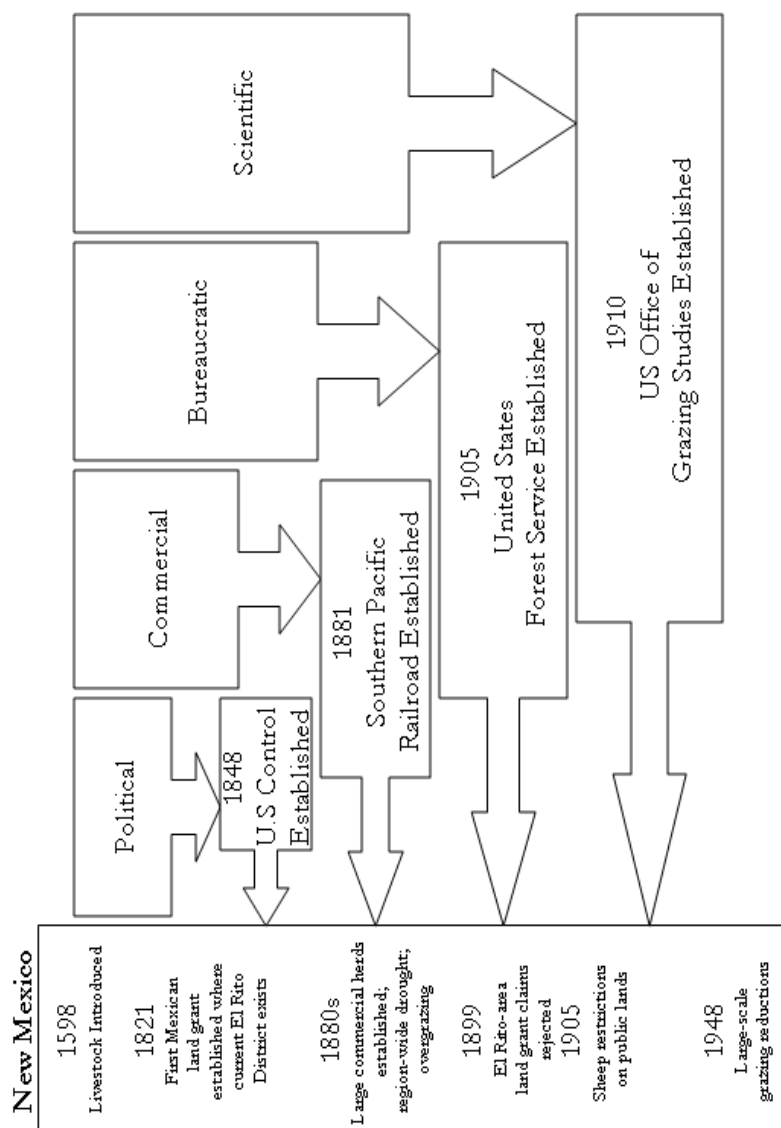 New Mexico
1598
Livestock Introduced
1821
First Mexican
land grant
established where
current El Rito
District exists
1880s
Large commercial herds
established;
region-wide drought;
overgrazing
1899
El Rito-area
land grant claims
rejected
1905
Sheep restrictions
on public lands
1948
Large-scale
grazing reductions
Political
1848
U.S Control
Established
Commercial
1881
Southern Pacific
Railroad Established
Bureaucratic
1905
United States
Forest Service Established
Scientific
1910
US Office of
Grazing Studies Established